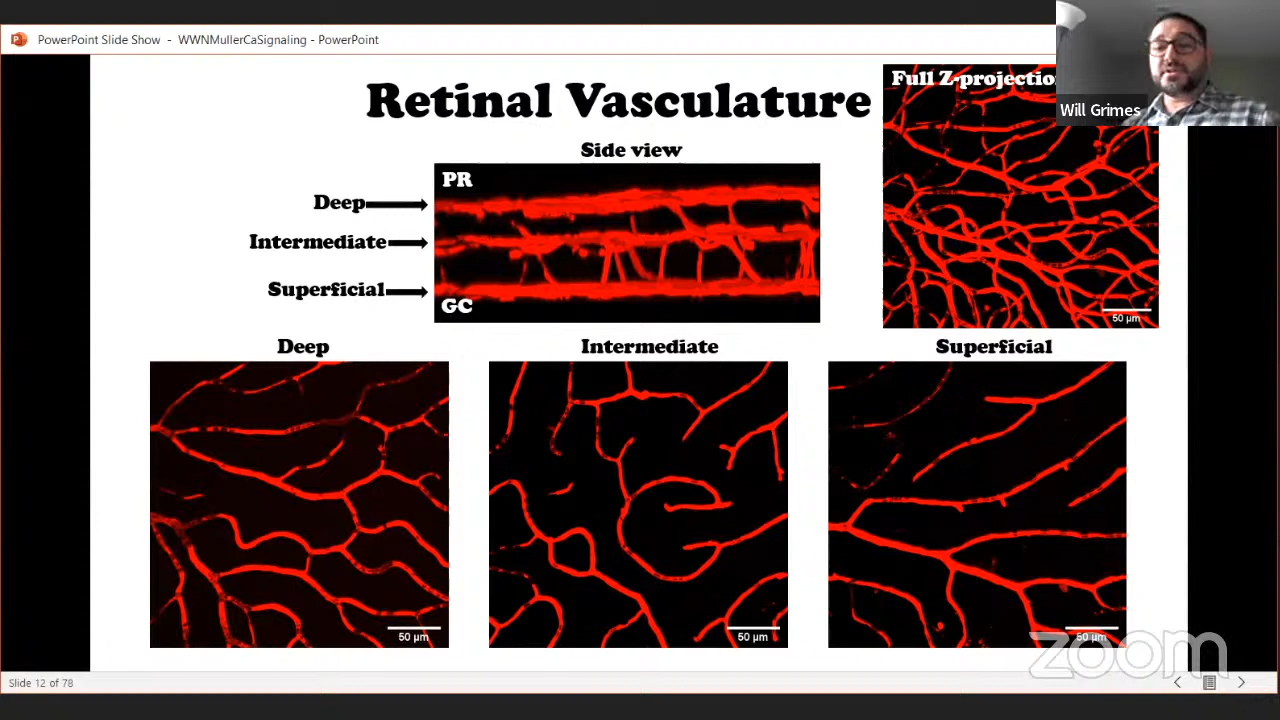 PowerPoint Slide Show - WWNMullerCaSignaling - PowerPoint
Retinal Vasculature
Full Z-projectio
Will Grimes
Side view
PR
Deep
Intermediate
Superficial
GC
50 µm
Deep
Intermediate
Superficial
50 µm
50 µm
50 µm
zoom
Slide 12 of 78